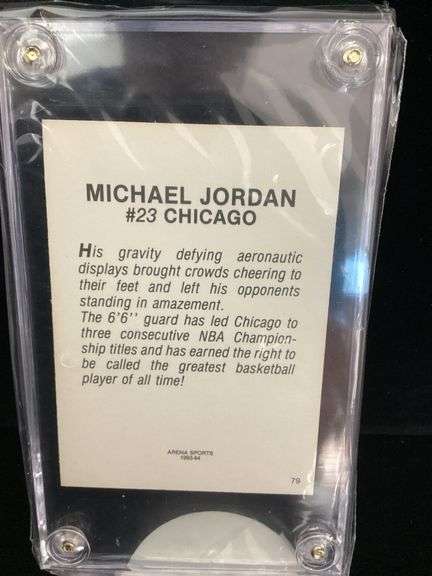 MICHAEL JORDAN
#23 CHICAGO
His gravity defying aeronautic
displays brought crowds cheering to
their feet and left his opponents
standing in amazement.
The 6'6'' guard has led Chicago to
three consecutive NBA Champion-
ship titles and has earned the right to
be called the greatest basketball
player of all time!
ARENA SPORTS
1993-94
79